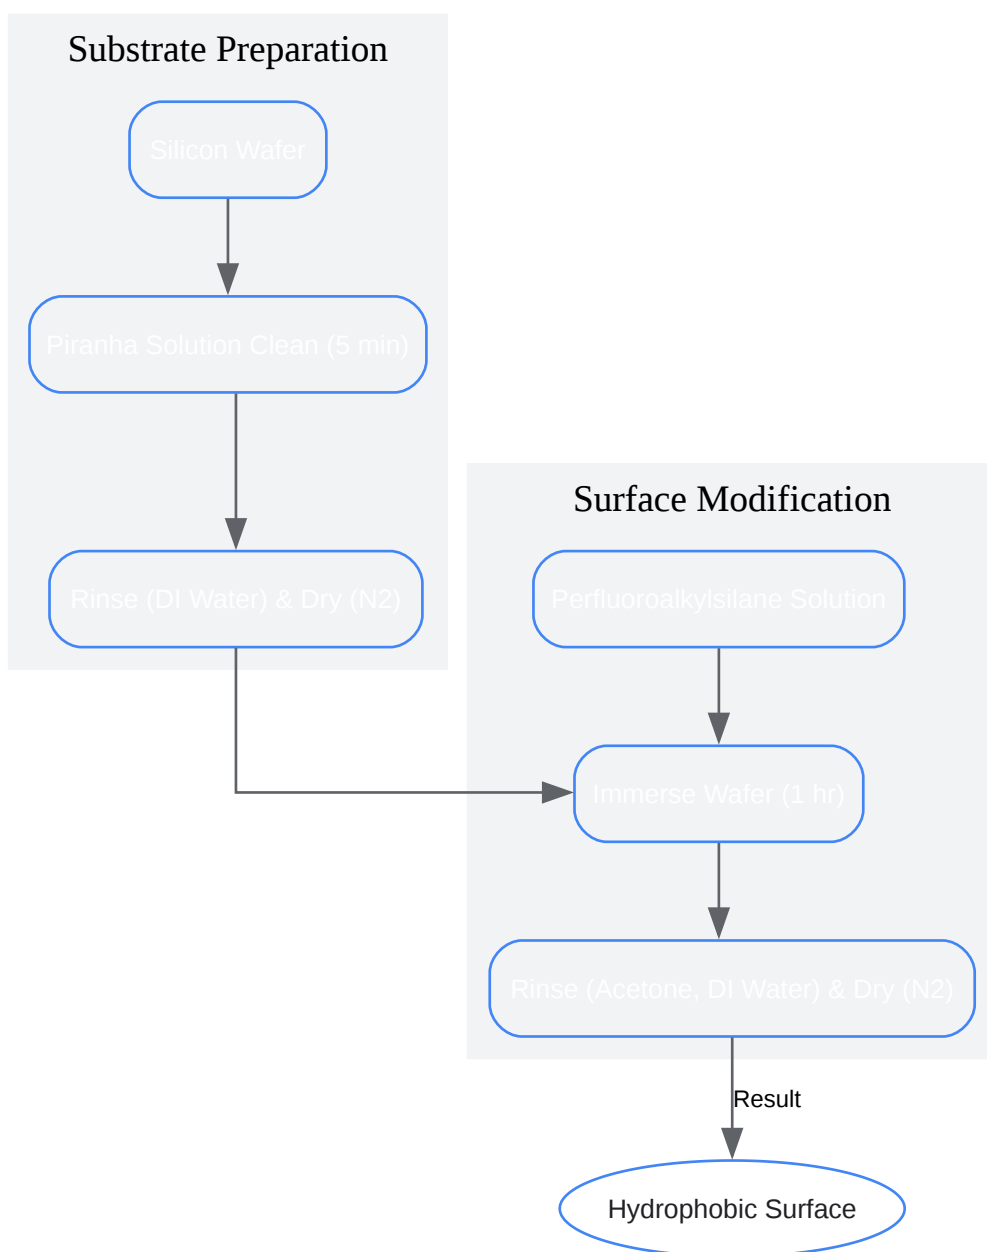 Substrate Preparation
Silicon Wafer
Piranha Solution Clean (5 min)
Rinse (DI Water) & Dry (N2)
Surface Modification
Perfluoroalkylsilane Solution
Immerse Wafer (1 hr)
Rinse (Acetone, DI Water) & Dry (N2)
Result
Hydrophobic Surface